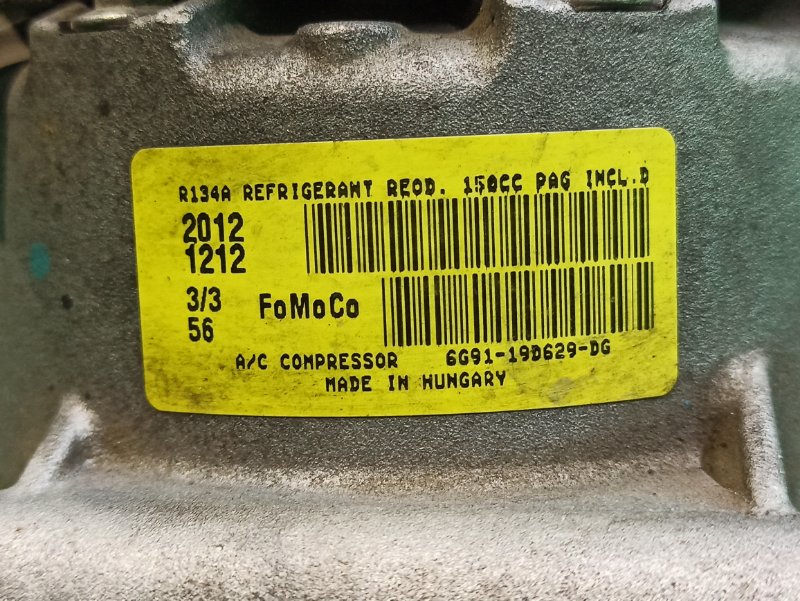 R134A REFRIGERANT REQD. 150CC PAG INCL.D
2012
1212
3/3 FoMoCo
56
A/C COMPRESSOR 6G91-19D629-DG
MADE IN HUNGARY